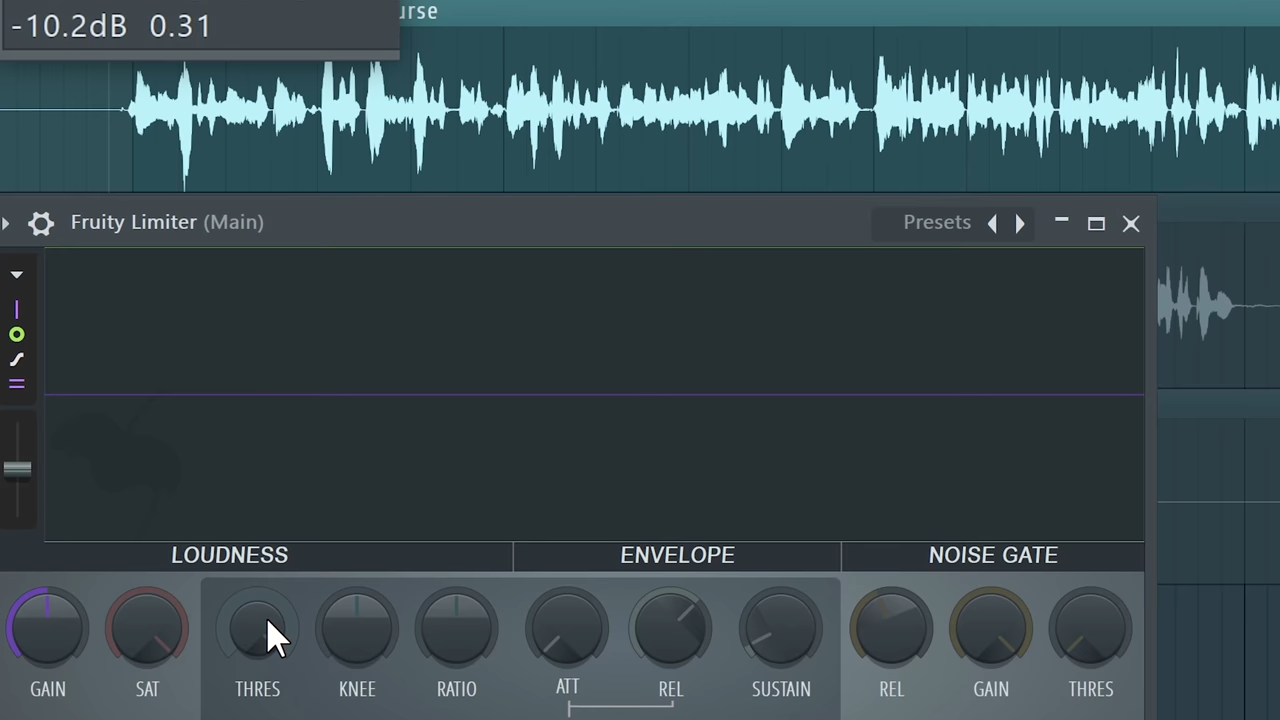 -10.2dB 0.31
urse
Fruity Limiter (Main)
Presets
LOUDNESS
ENVELOPE
NOISE GATE
GAIN
SAT
THRES
KNEE
RATIO
ATT
REL
SUSTAIN
REL
GAIN
THRES